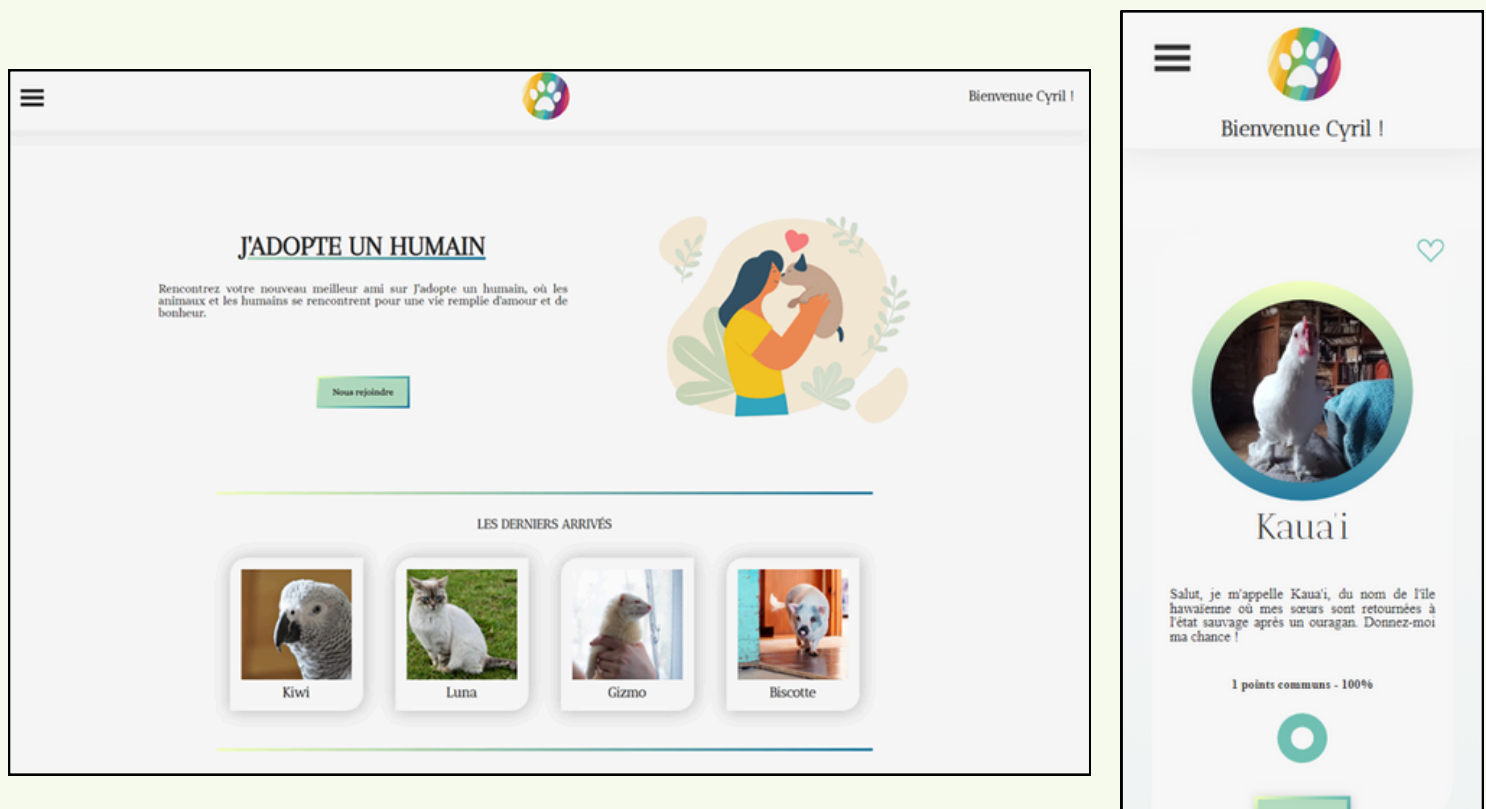 Bienvenue Cyril !
J'ADOPTE UN HUMAIN
Rencontrez votre nouveau meilleur ami sur J'adopte un humain, où les
animaux et les humains se rencontrent pour une vie remplie d'amour et de
bonheur.
Nous rejoindre
LES DERNIERS ARRIVÉS
Kiwi
Luna
Gizmo
Biscotte
Bienvenue Cyril !
Kaua'i
Salut, je m'appelle Kaua'i, du nom de l'île
hawaïenne où mes sœurs sont retournées à
l'état sauvage après un ouragan. Donnez-moi
ma chance !
1 points communs - 100%